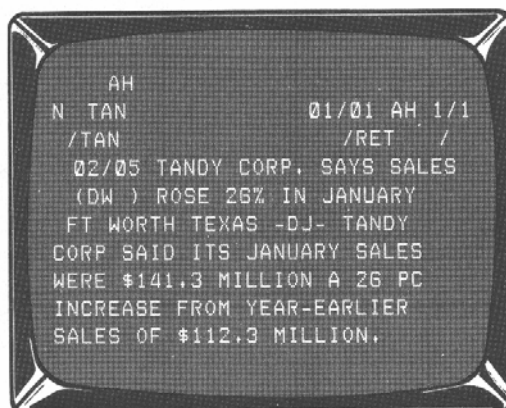 AH
N TAN 01/01 AH 1/1
/TAN /RET /
02/05 TANDY CORP. SAYS SALES
(DW ) ROSE 26% IN JANUARY
FT WORTH TEXAS -DJ- TANDY
CORP SAID ITS JANUARY SALES
WERE $141.3 MILLION A 26 PC
INCREASE FROM YEAR-EARLIER
SALES OF $112.3 MILLION.